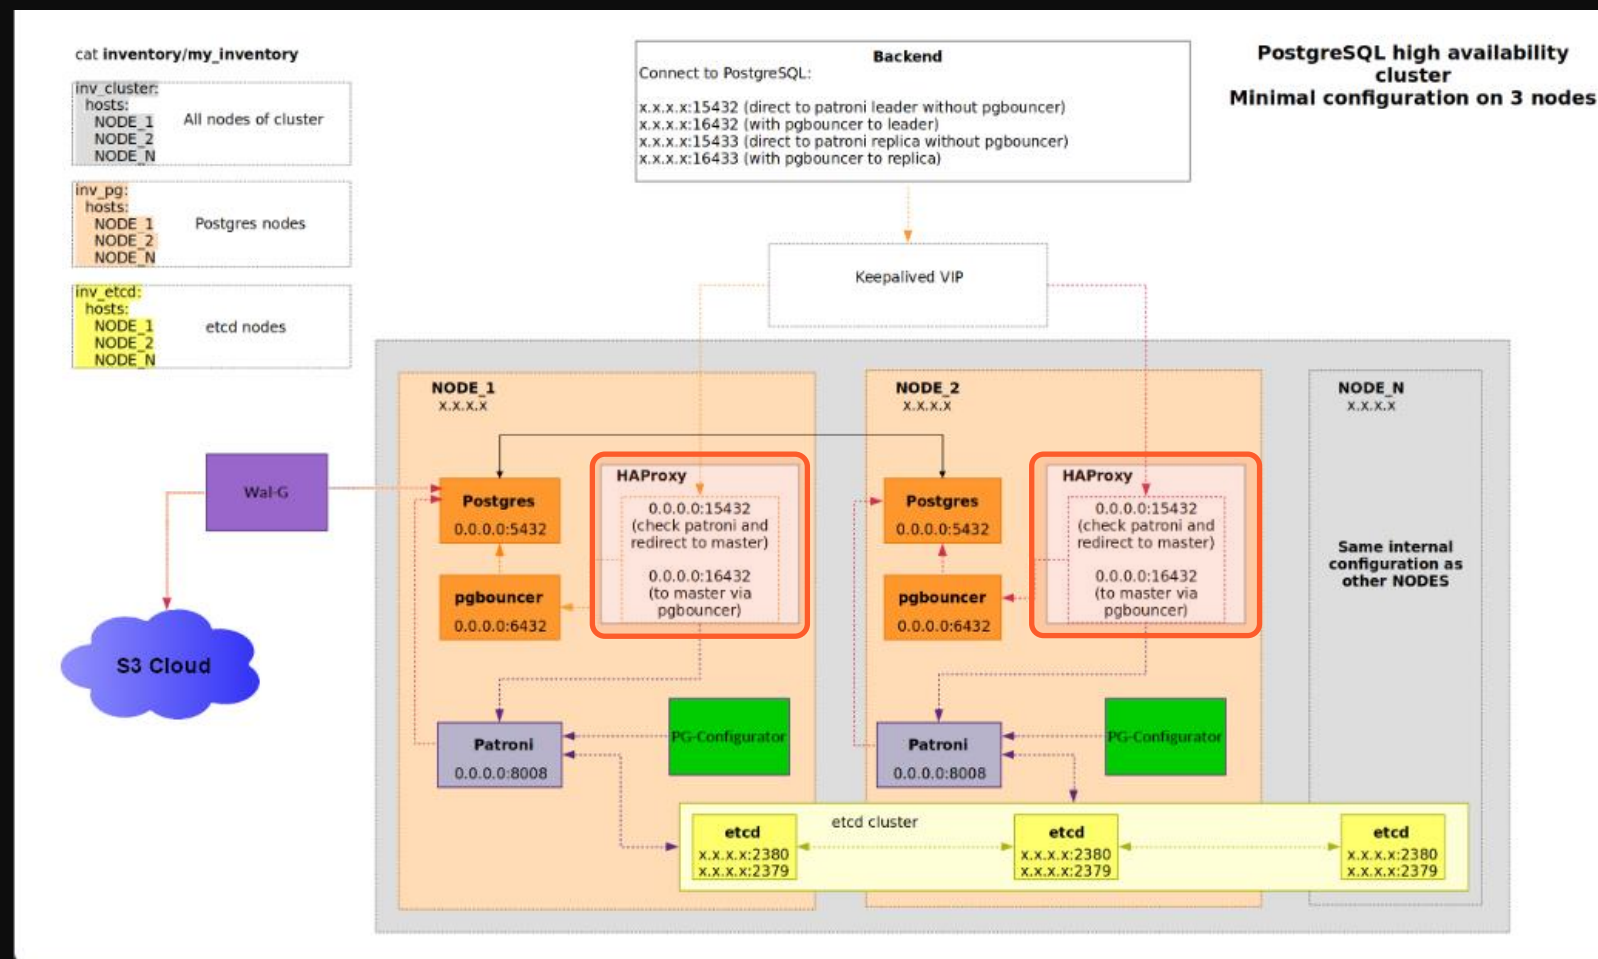 cat inventory/my_inventory
inv_cluster:
hosts:
NODE_1
NODE_2
NODE_N
All nodes of cluster
inv_pg:
hosts:
NODE_1
NODE_2
NODE_N
Postgres nodes
inv_etcd:
hosts:
NODE_1
NODE_2
NODE_N
etcd nodes
Backend
Connect to PostgreSQL:
x.x.x.x:15432 (direct to patroni leader without pgbouncer)
x.x.x.x:16432 (with pgbouncer to leader)
x.x.x.x:15433 (direct to patroni replica without pgbouncer)
x.x.x.x:16433 (with pgbouncer to replica)
PostgreSQL high availability
cluster
Minimal configuration on 3 nodes
Keepalived VIP
Wal-G
S3 Cloud
NODE_1
x.x.x.x
Postgres
0.0.0.0:5432
pgbouncer
0.0.0.0:6432
HAProxy
0.0.0.0:15432
(check patroni and
redirect to master)
0.0.0.0:16432
(to master via
pgbouncer)
Patroni
0.0.0.0:8008
PG-Configurator
NODE_2
x.x.x.x
Postgres
0.0.0.0:5432
pgbouncer
0.0.0.0:6432
HAProxy
0.0.0.0:15432
(check patroni and
redirect to master)
0.0.0.0:16432
(to master via
pgbouncer)
Patroni
0.0.0.0:8008
PG-Configurator
NODE_N
x.x.x.x
Same internal
configuration as
other NODES
etcd cluster
etcd
x.x.x.x:2380
x.x.x.x:2379
etcd
x.x.x.x:2380
x.x.x.x:2379
etcd
x.x.x.x:2380
x.x.x.x:2379